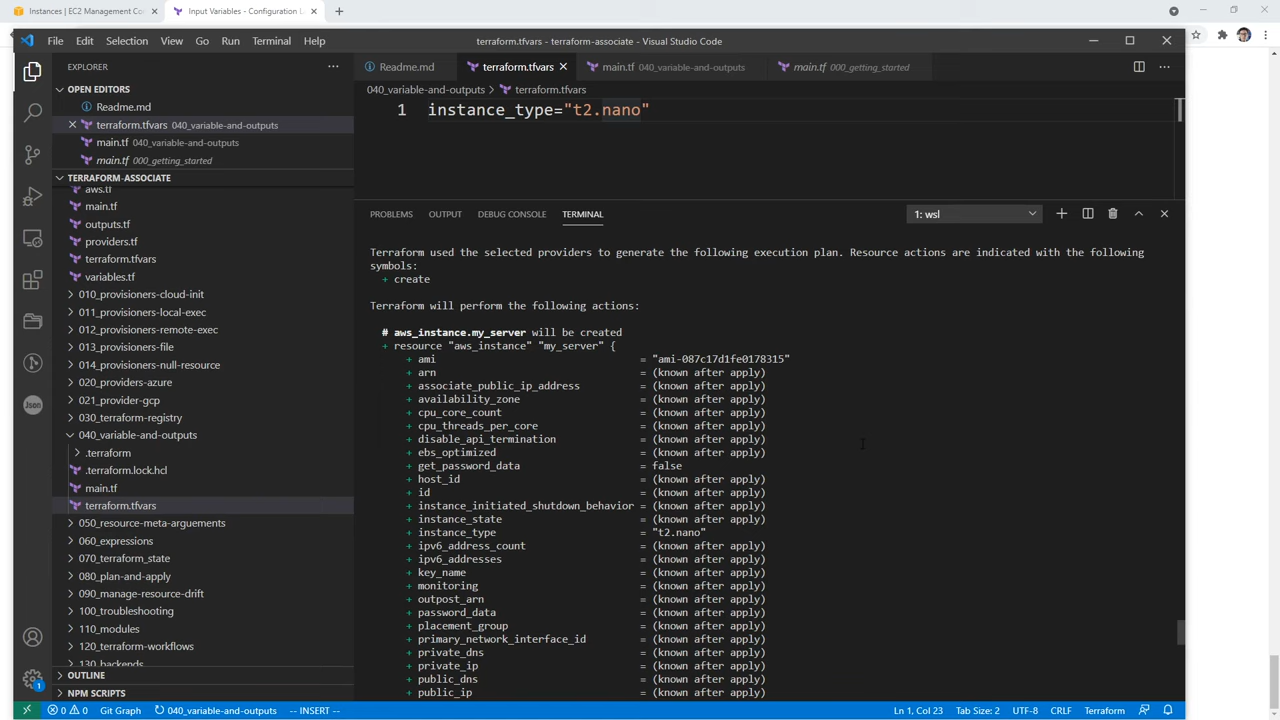 Instances | EC2 Management Co
Input Variables - Configuration L
File Edit Selection View Go Run Terminal Help
terraform.tfvars - terraform-associate - Visual Studio Code
EXPLORER
Readme.md
terraform.tfvars
main.tf 040_variable-and-outputs
main.tf 000_getting_started
OPEN EDITORS
Readme.md
terraform.tfvars 040_variable-and-outputs
main.tf 040_variable-and-outputs
main.tf 000_getting_started
TERRAFORM-ASSOCIATE
aws.tf
main.tf
outputs.tf
providers.tf
terraform.tfvars
variables.tf
010_provisioners-cloud-init
011_provisioners-local-exec
012_provisioners-remote-exec
013_provisioners-file
014_provisioners-null-resource
020_providers-azure
021_provider-gcp
030_terraform-registry
040_variable-and-outputs
.terraform
.terraform.lock.hcl
main.tf
terraform.tfvars
050_resource-meta-arguements
060_expressions
070_terraform_state
080_plan-and-apply
090_manage-resource-drift
100_troubleshooting
110_modules
120_terraform-workflows
130_backends
OUTLINE
NPM SCRIPTS
Json
1
040_variable-and-outputs > terraform.tfvars
1 instance_type="t2.nano"
PROBLEMS OUTPUT DEBUG CONSOLE TERMINAL
1: wsl
Terraform used the selected providers to generate the following execution plan. Resource actions are indicated with the following
symbols:
+ create
Terraform will perform the following actions:
# aws_instance.my_server will be created
+ resource "aws_instance" "my_server" {
+ ami = "ami-087c17d1fe0178315"
+ arn = (known after apply)
+ associate_public_ip_address = (known after apply)
+ availability_zone = (known after apply)
+ cpu_core_count = (known after apply)
+ cpu_threads_per_core = (known after apply)
+ disable_api_termination = (known after apply)
+ ebs_optimized = (known after apply)
+ get_password_data = false
+ host_id = (known after apply)
+ id = (known after apply)
+ instance_initiated_shutdown_behavior = (known after apply)
+ instance_state = (known after apply)
+ instance_type = "t2.nano"
+ ipv6_address_count = (known after apply)
+ ipv6_addresses = (known after apply)
+ key_name = (known after apply)
+ monitoring = (known after apply)
+ outpost_arn = (known after apply)
+ password_data = (known after apply)
+ placement_group = (known after apply)
+ primary_network_interface_id = (known after apply)
+ private_dns = (known after apply)
+ private_ip = (known after apply)
+ public_dns = (known after apply)
+ public_ip = (known after apply)
0 0 Git Graph 040_variable-and-outputs -- INSERT -- Ln 1, Col 23 Tab Size: 2 UTF-8 CRLF Terraform